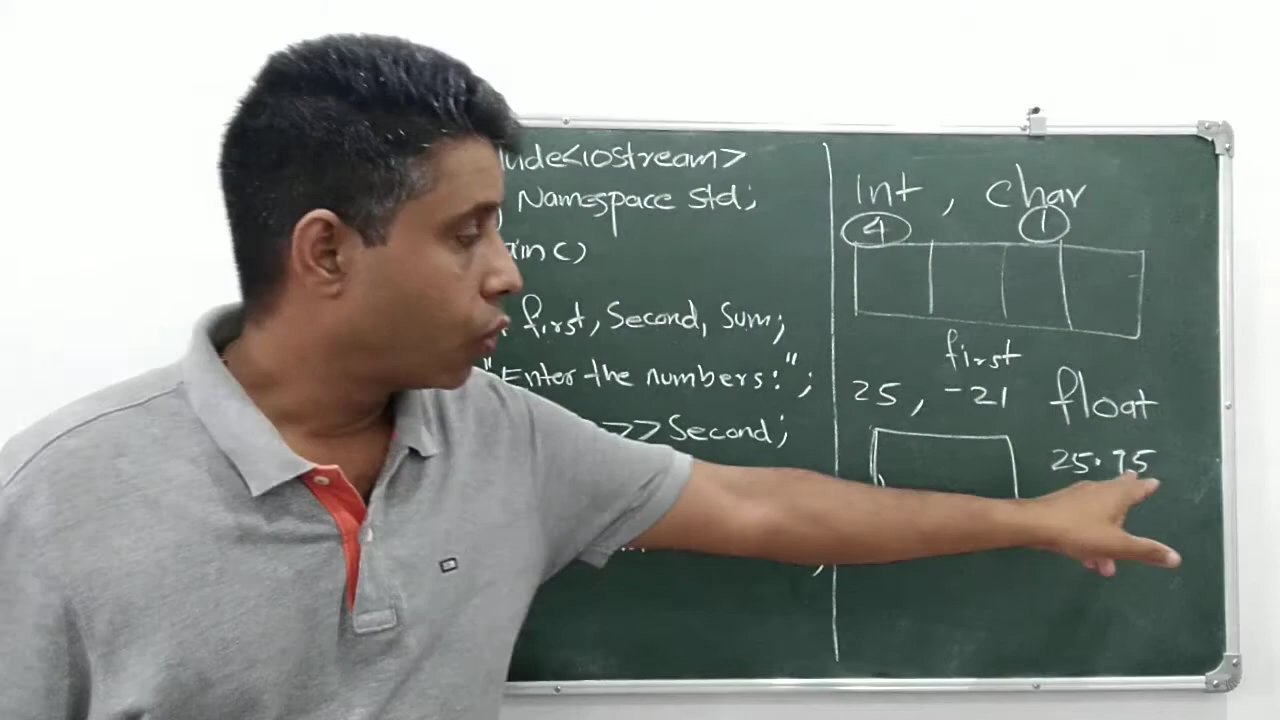 lude<iostream>
Namespace std;
ain()
first, Second, Sum;
"Enter the numbers:";
>>Second;
;
int, char
4 1
first
25, -21
float
25.75